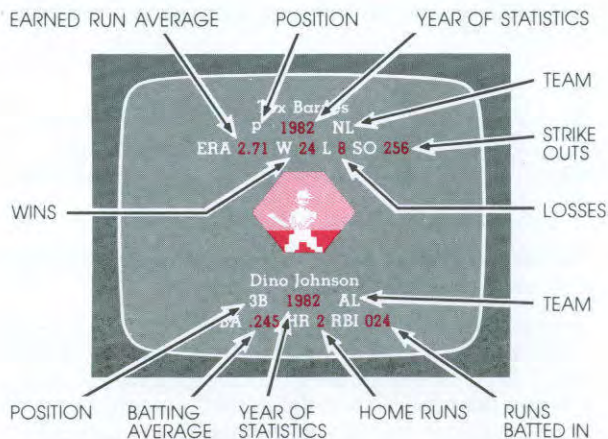 EARNED RUN AVERAGE POSITION YEAR OF STATISTICS
TEAM
P 1982 NL
ERA 2.71 W 24 L 8 SO 256
STRIKE
OUTS
WINS
LOSSES
Dino Johnson
3B 1982 AL
TEAM
BA .245 HR 2 RBI 024
POSITION BATTING YEAR OF HOME RUNS RUNS
AVERAGE STATISTICS BATTED IN